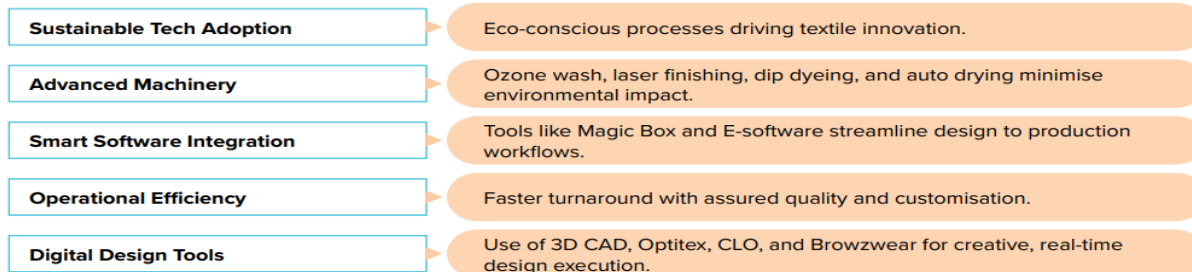 Sustainable Tech Adoption
Eco-conscious processes driving textile innovation.
Advanced Machinery
Ozone wash, laser finishing, dip dyeing, and auto drying minimise
environmental impact.
Smart Software Integration
Tools like Magic Box and E-software streamline design to production
workflows.
Operational Efficiency
Faster turnaround with assured quality and customisation.
Digital Design Tools
Use of 3D CAD, Optitex, CLO, and Browzwear for creative, real-time
design execution.